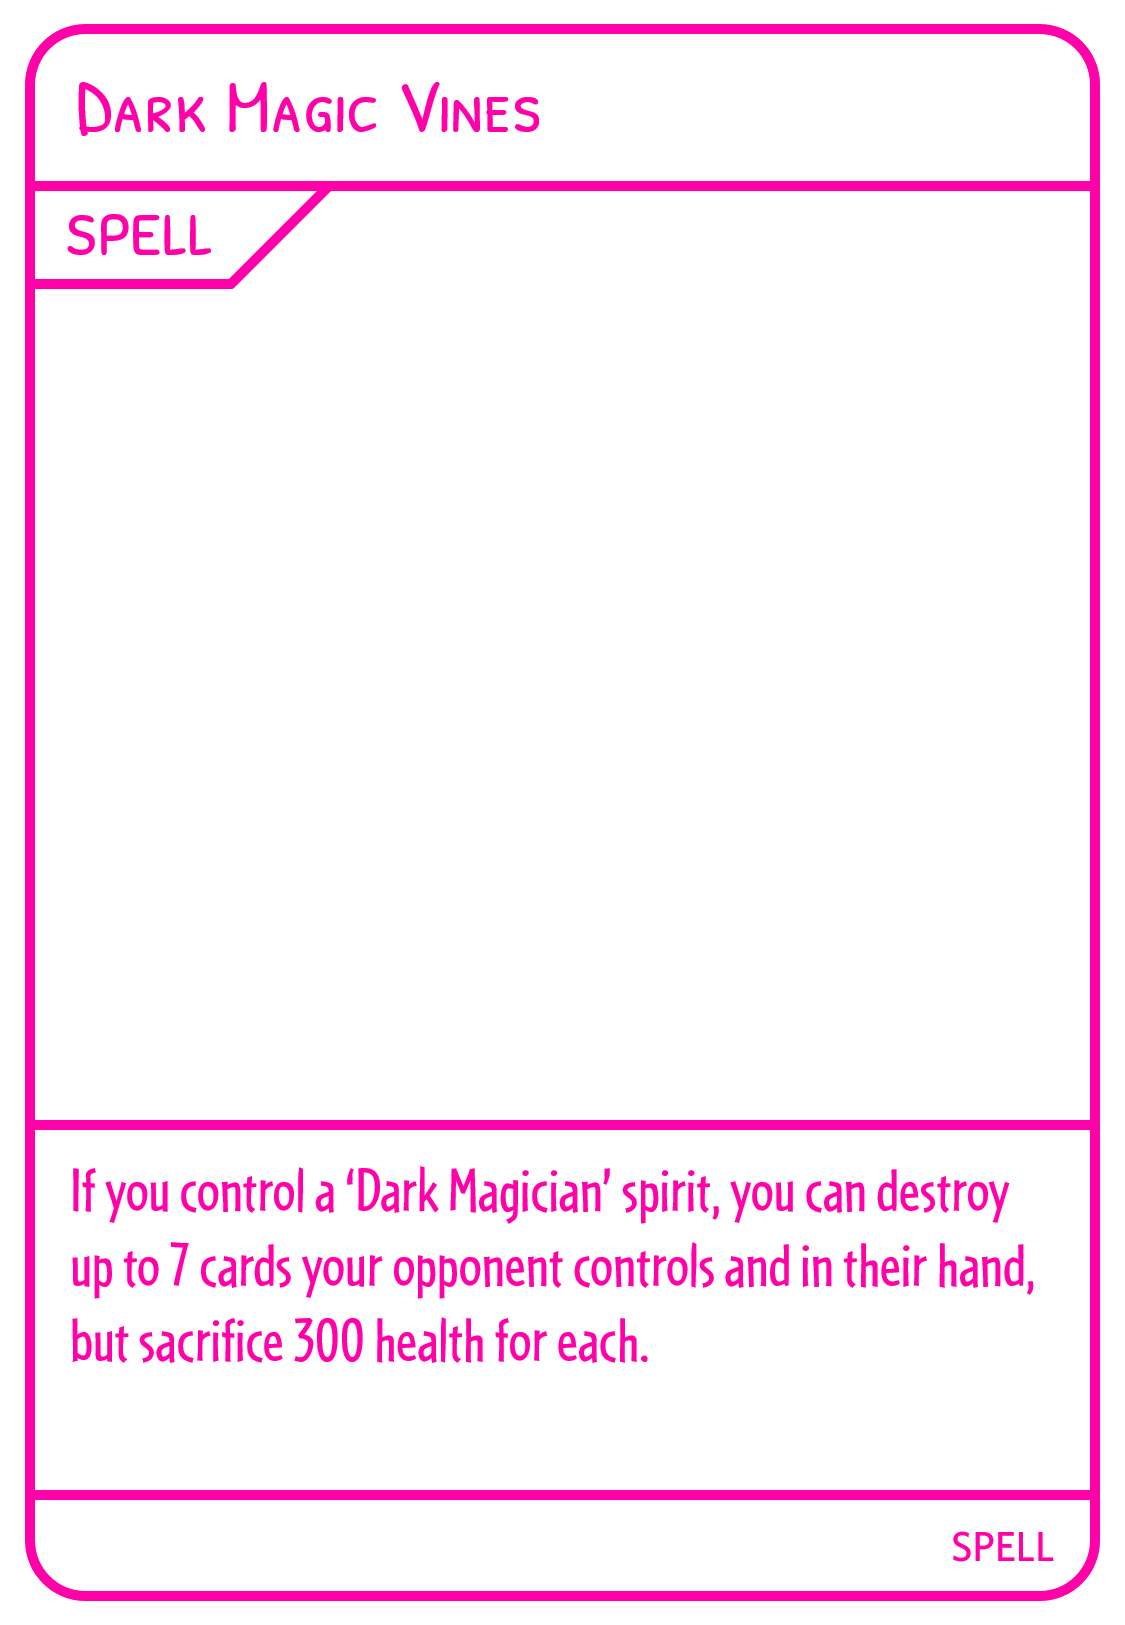 Dark Magic Vines
SPELL
If you control a ‘Dark Magician’ spirit, you can destroy
up to 7 cards your opponent controls and in their hand,
but sacrifice 300 health for each.
SPELL